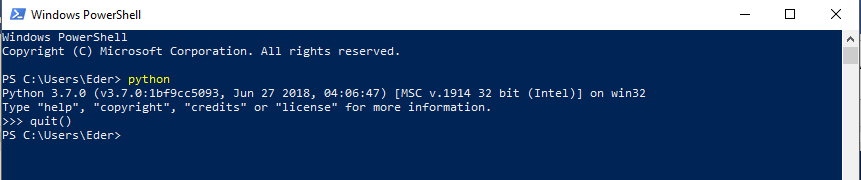 Windows PowerShell
Windows PowerShell
Copyright (C) Microsoft Corporation. All rights reserved.
PS C:\Users\Eder> python
Python 3.7.0 (v3.7.0:1bf9cc5093, Jun 27 2018, 04:06:47) [MSC v.1914 32 bit (Intel)] on win32
Type "help", "copyright", "credits" or "license" for more information.
>>> quit()
PS C:\Users\Eder>